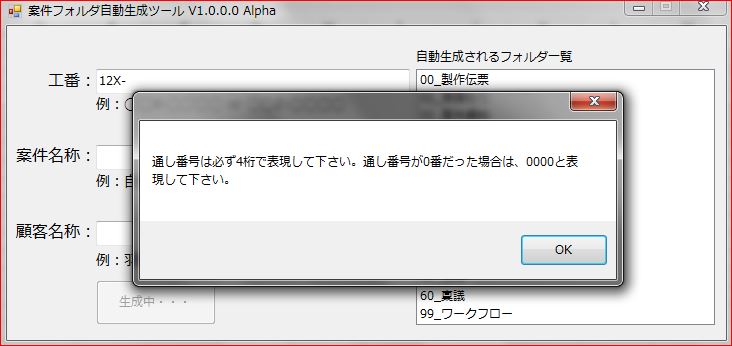 案件フォルダ自動生成ツール V1.0.0.0 Alpha
自動生成されるフォルダ一覧
工番：
12X-
00_製作伝票
例：
通し番号は必ず4桁で表現して下さい。通し番号が0番だった場合は、0000と表
現して下さい。
案件名称：
例：
顧客名称：
OK
例：
生成中・・・
60_稟議
99_ワークフロー